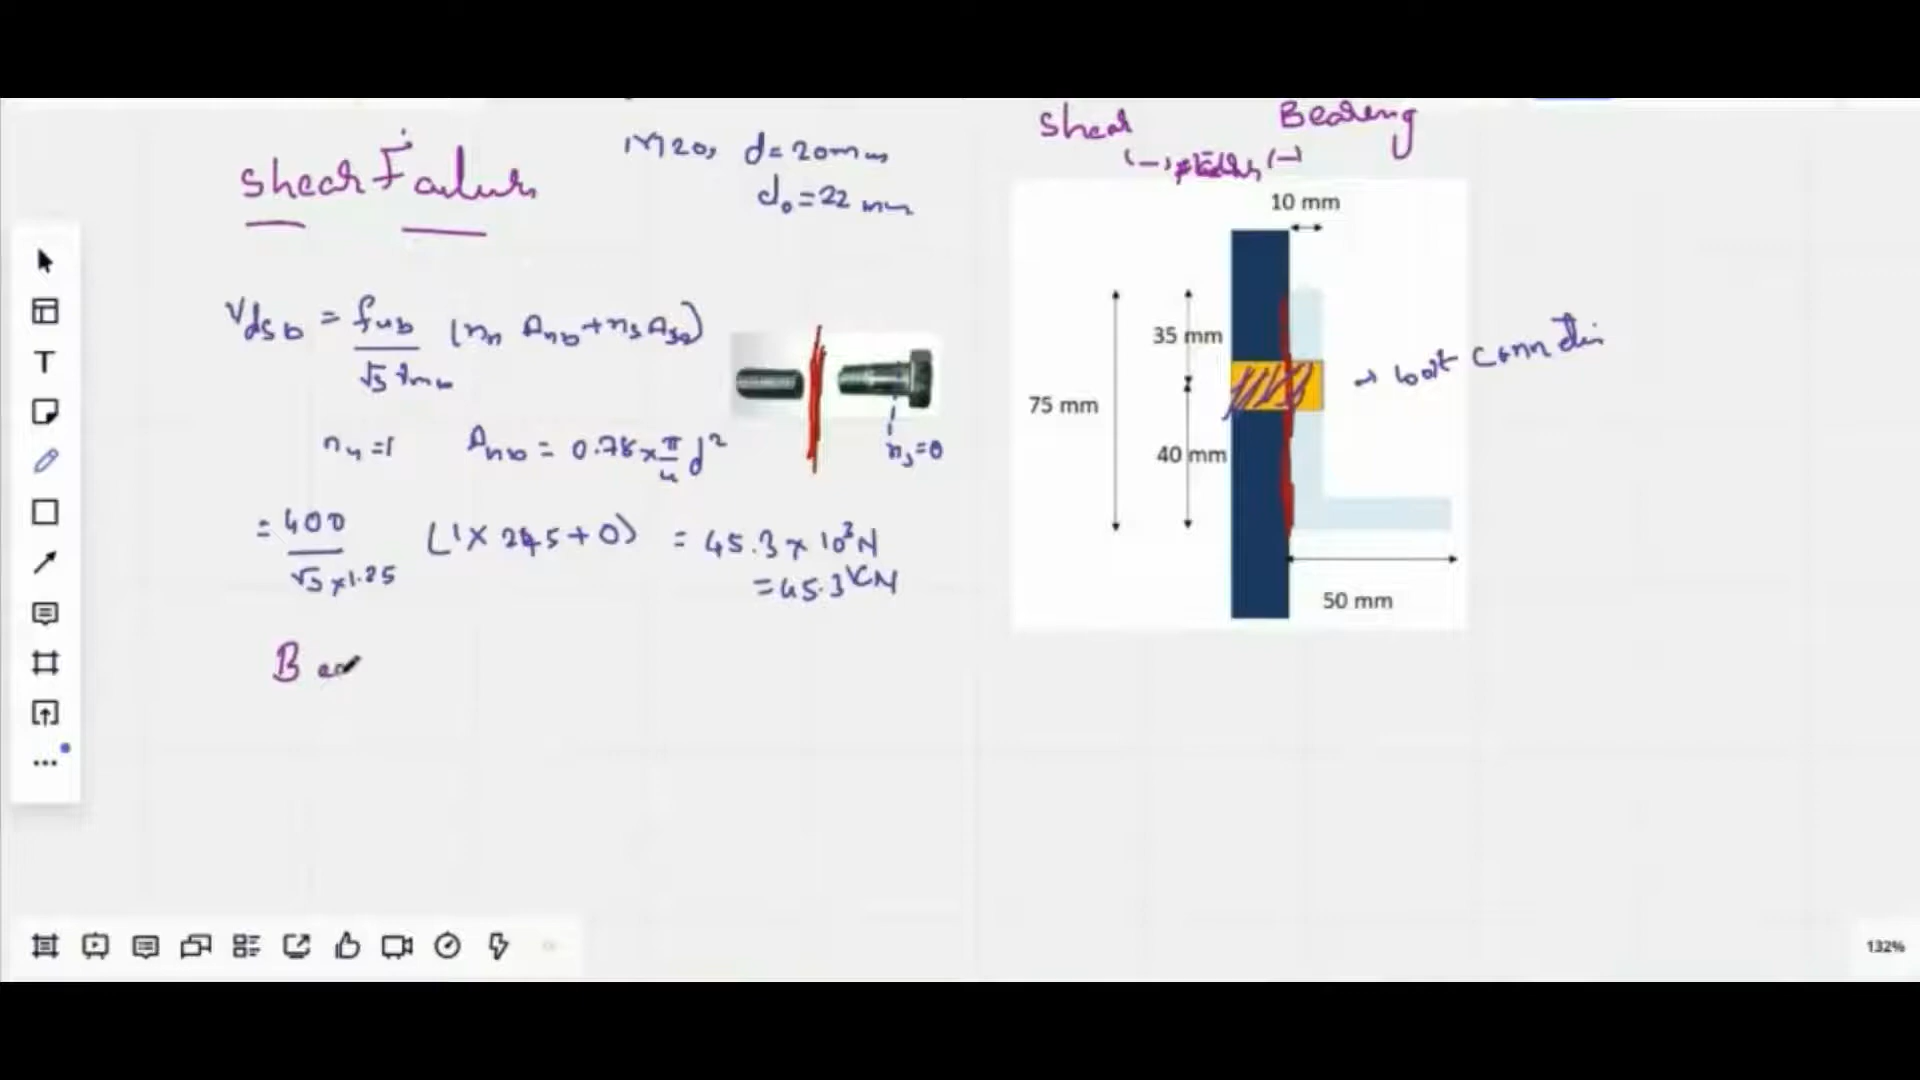 Shear Failure
M20, d = 20mm
d₀ = 22 mm
Vdsb = fub / √3 γmb (nn Anb + ns Asb)
nn = 1 Anb = 0.78 × π/4 d²
ns = 0
= 400 / √3 × 1.25 (1 × 245 + 0) = 45.3 × 10³ N
= 45.3 KN
Bea
Shear Bearing
10 mm
35 mm
75 mm
40 mm
50 mm
→ bolt
T
132%